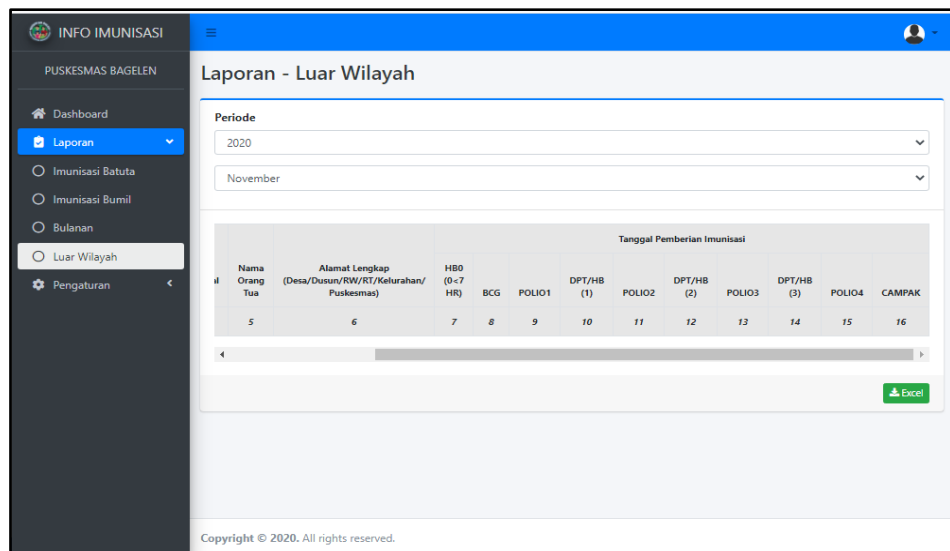 INFO IMUNISASI
PUSKESMAS BAGELEN
Dashboard
Laporan
Imunisasi Batuta
Imunisasi Bumil
Bulanan
Luar Wilayah
Pengaturan
Laporan - Luar Wilayah
Periode
2020
November
Tanggal Pemberian Imunisasi
Nama
Orang
Tua
Alamat Lengkap
(Desa/Dusun/RW/RT/Kelurahan/
Puskesmas)
HB0
(0<7
HR)
BCG
POLIO1
DPT/HB
(1)
POLIO2
DPT/HB
(2)
POLIO3
DPT/HB
(3)
POLIO4
CAMPAK
5 6 7 8 9 10 11 12 13 14 15 16
Excel
Copyright © 2020. All rights reserved.